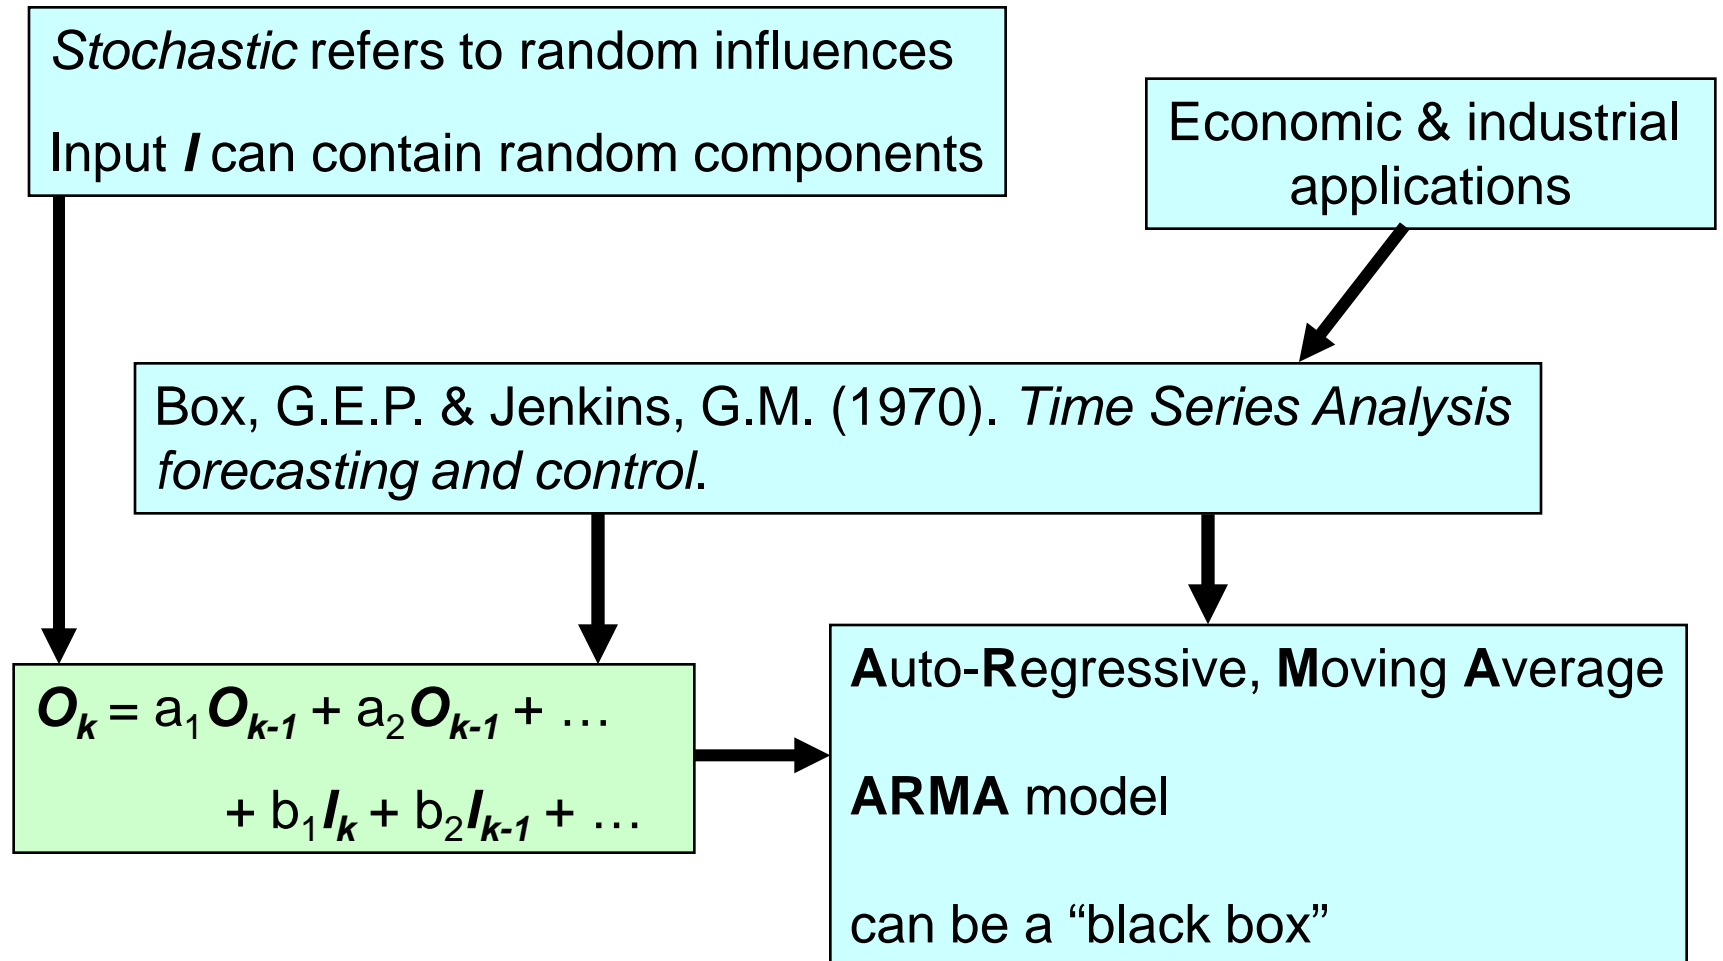 Stochastic refers to random influences
Input I can contain random components
Economic & industrial
applications
Box, G.E.P. & Jenkins, G.M. (1970). Time Series Analysis
forecasting and control.
Oₖ = a₁Oₖ₋₁ + a₂Oₖ₋₁ + …
+ b₁Iₖ + b₂Iₖ₋₁ + …
Auto-Regressive, Moving Average
ARMA model
can be a “black box”